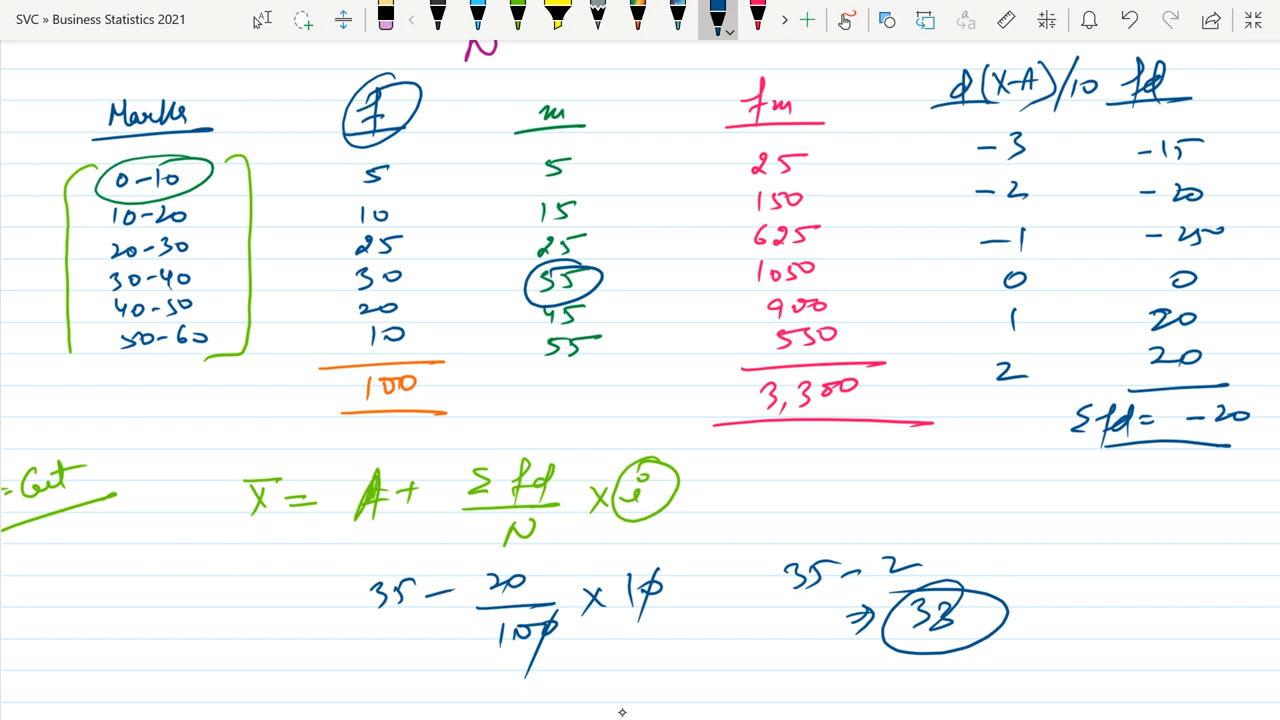 SVC » Business Statistics 2021
N
Marks f m fm d(X-A)/10 fd
0-10 5 5 25 -3 -15
10-20 10 15 150 -2 -20
20-30 25 25 625 -1 -250
30-40 30 55 1050 0 0
40-50 20 45 900 1 20
50-60 10 55 550 2 20
100 3,300 Σfd= -20
X̄ = A + Σfd/N × i
35 - 20/100 × 10 35 - 2
⇒ 33